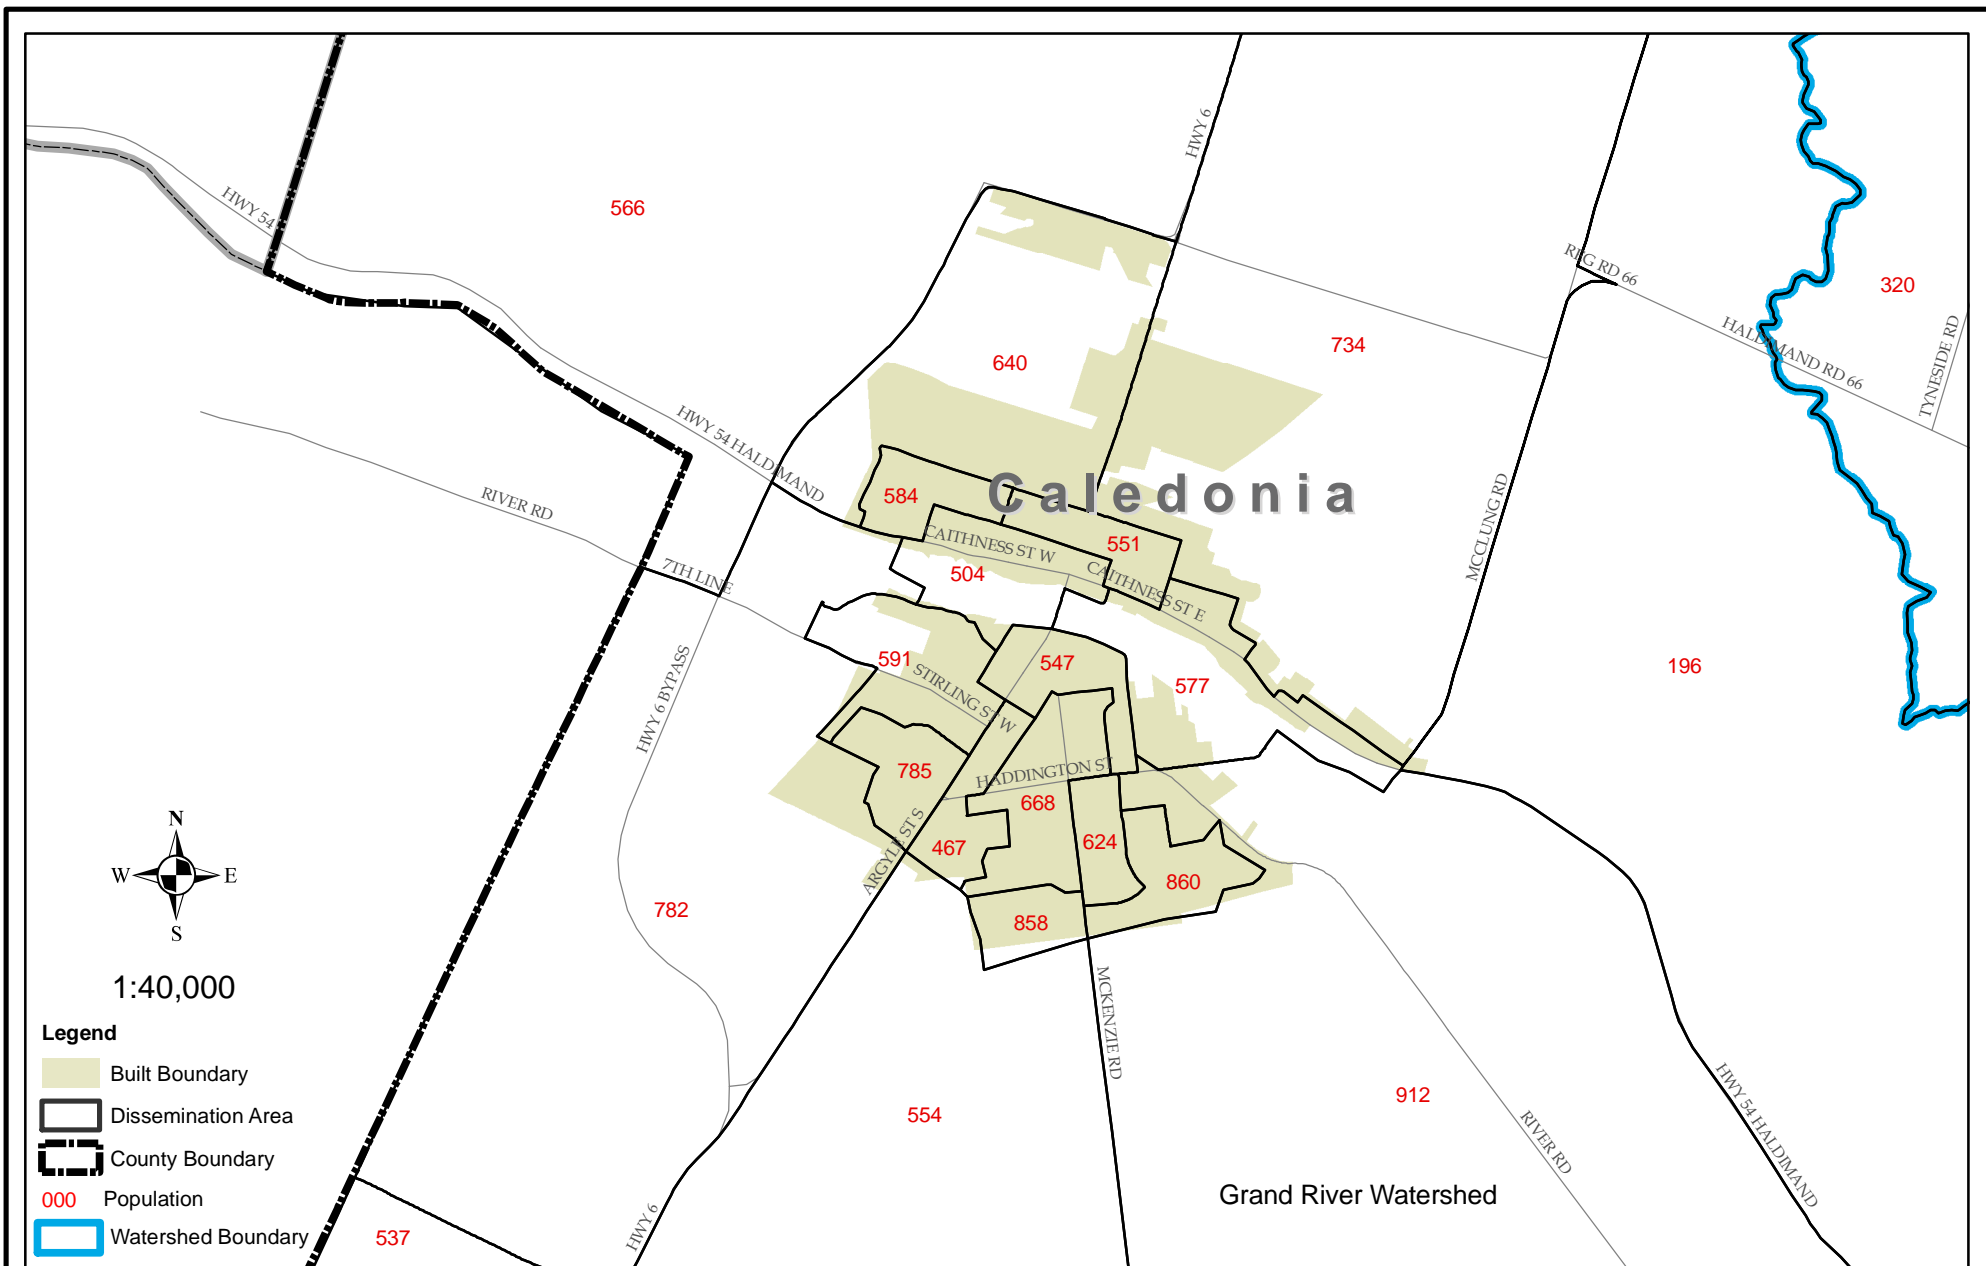 HWY 6
HWY 54
566
REG RD 66
320
HALDIMAND RD 66
TYNESIDE RD
734
640
HWY 54 HALDIMAND
584
Caledonia
RIVER RD
MCCLUNG RD
CAITHNESS ST W
551
504
CAITHNESS ST E
7TH LINE
591
547
577
196
STIRLING ST W
HWY 6 BYPASS
785
HADDINGTON ST
668
467
624
ARGYLE ST S
860
782
858
N
W
E
S
1:40,000
MCKENZIE RD
Legend
Built Boundary
Dissemination Area
County Boundary
000 Population
Watershed Boundary
554
912
RIVER RD
HWY 54 HALDIMAND
Grand River Watershed
537
HWY 6